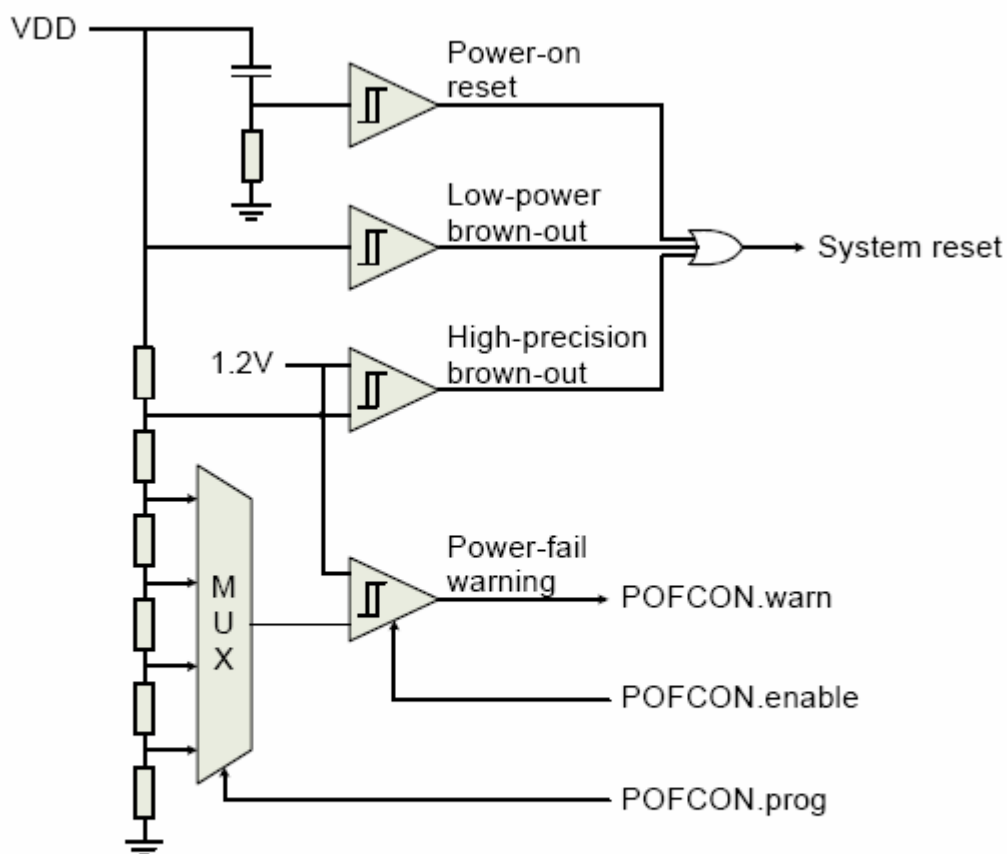 VDD
Power-on
reset
Low-power
brown-out
System reset
High-precision
1.2V
brown-out
Power-fail
warning
POFCON.warn
M
U
X
POFCON.enable
POFCON.prog